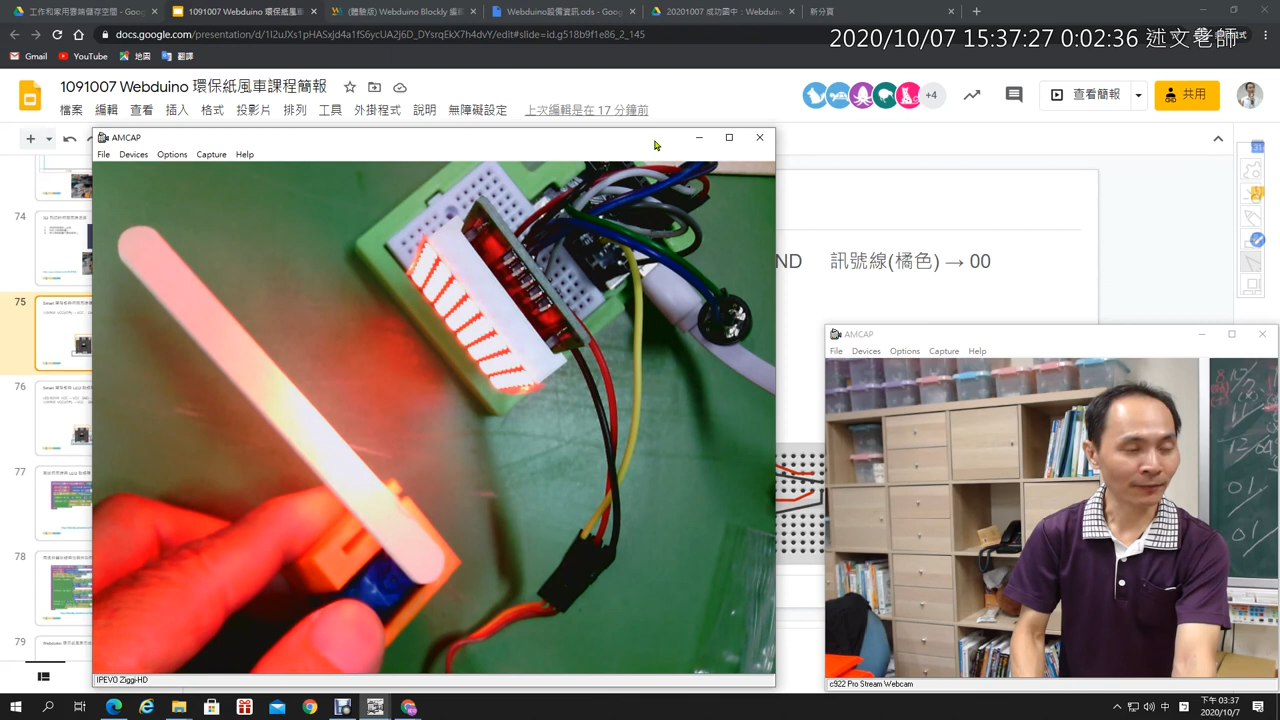 工作和家用雲端儲存空間 - Goo
1091007 Webduino 環保紙風車
(體驗版) Webduino Blockly 編輯
Webduino設備資訊.ods - Google
20201007 成功國中：Webduino
新分頁
docs.google.com/presentation/d/1I2uJXs1pHASxjd4a1fS6ycUA2j6D_DYsrqEkX7h4dvY/edit#slide=id.g518b9f1e86_2_145
2020/10/07 15:37:27 0:02:36 述文老師
Gmail
YouTube
地圖
翻譯
1091007 Webduino 環保紙風車課程簡報
+4
查看簡報
共用
檔案 編輯 查看 插入 格式 投影片 排列 工具 外掛程式 說明 無障礙設定 上次編輯是在 17 分鐘前
AMCAP
File Devices Options Capture Help
74
75
76
77
78
79
ND 訊號線(橘色) → 00
AMCAP
File Devices Options Capture Help
IPEVO Ziggi-HD
c922 Pro Stream Webcam
中
下午 03:37
2020/10/7